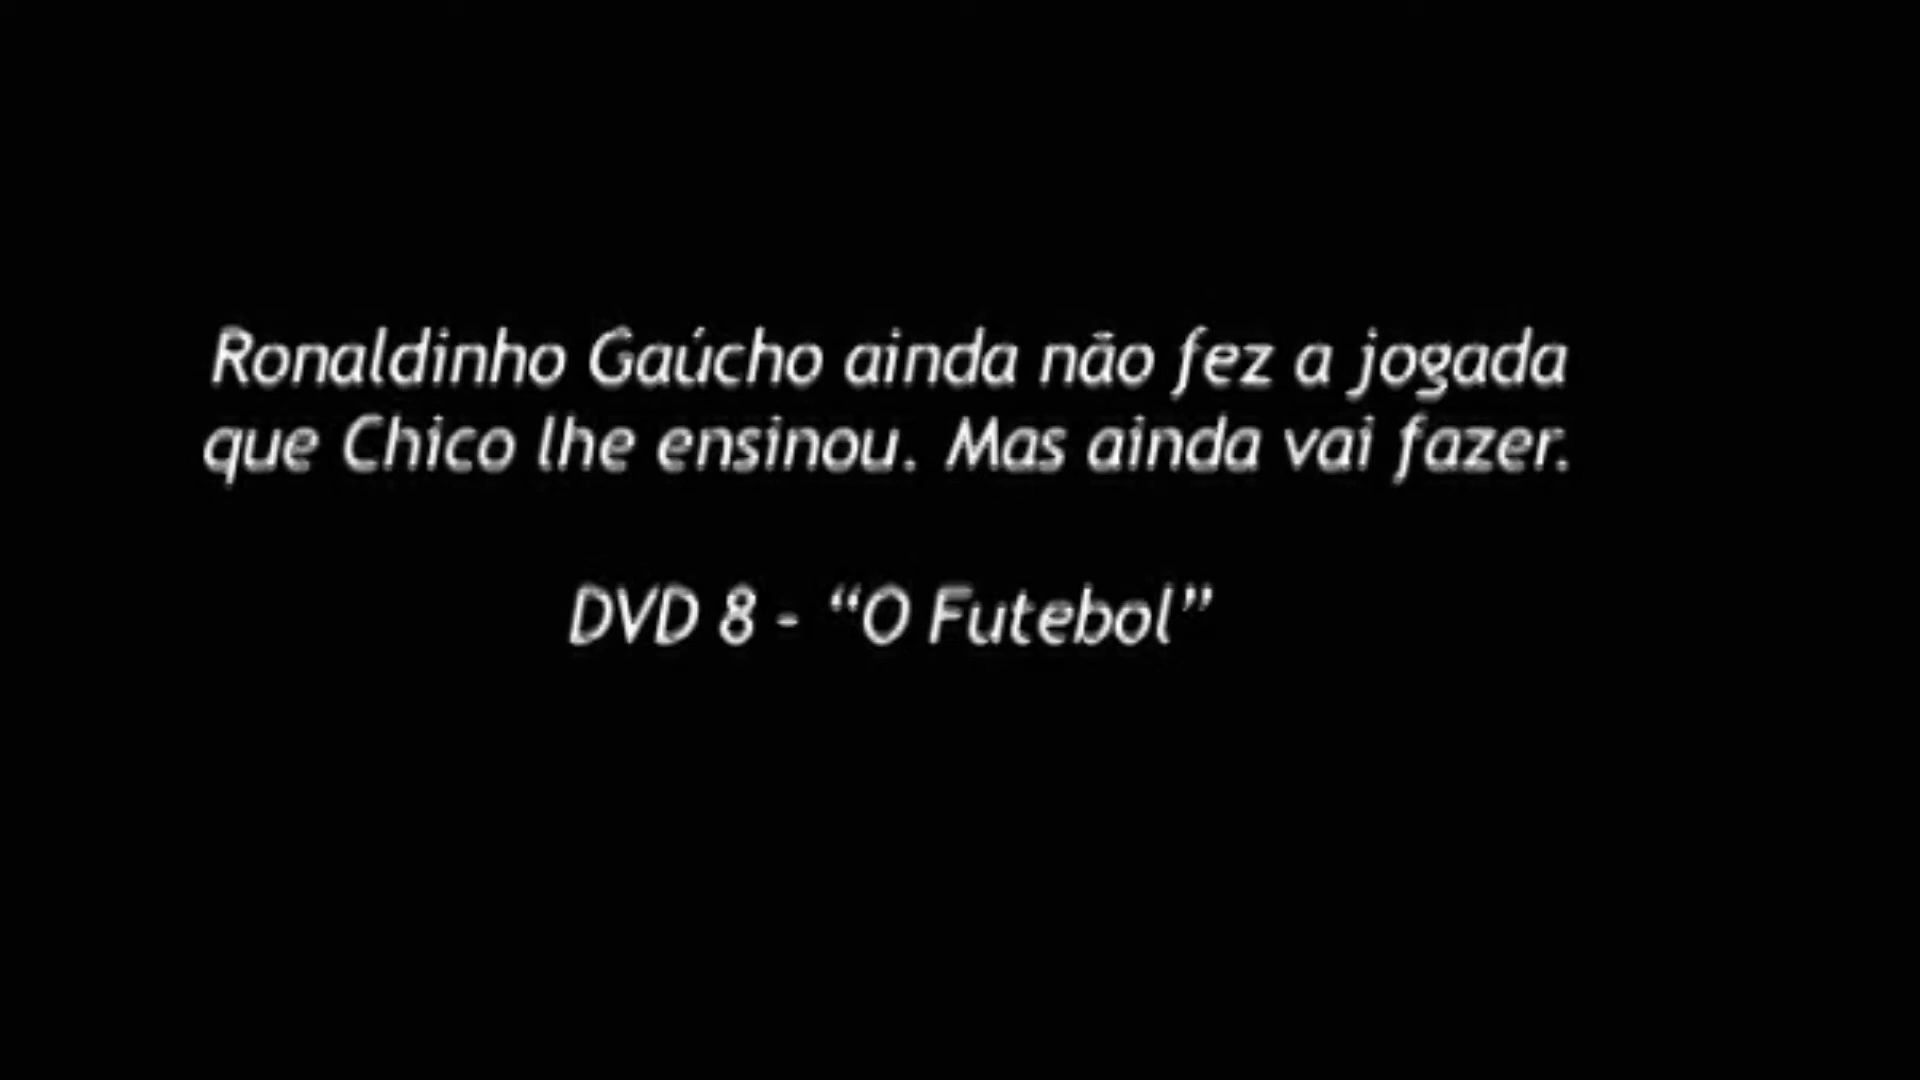 Ronaldinho Gaúcho ainda não fez a jogada
que Chico lhe ensinou. Mas ainda vai fazer.
DVD 8 - “O Futebol”